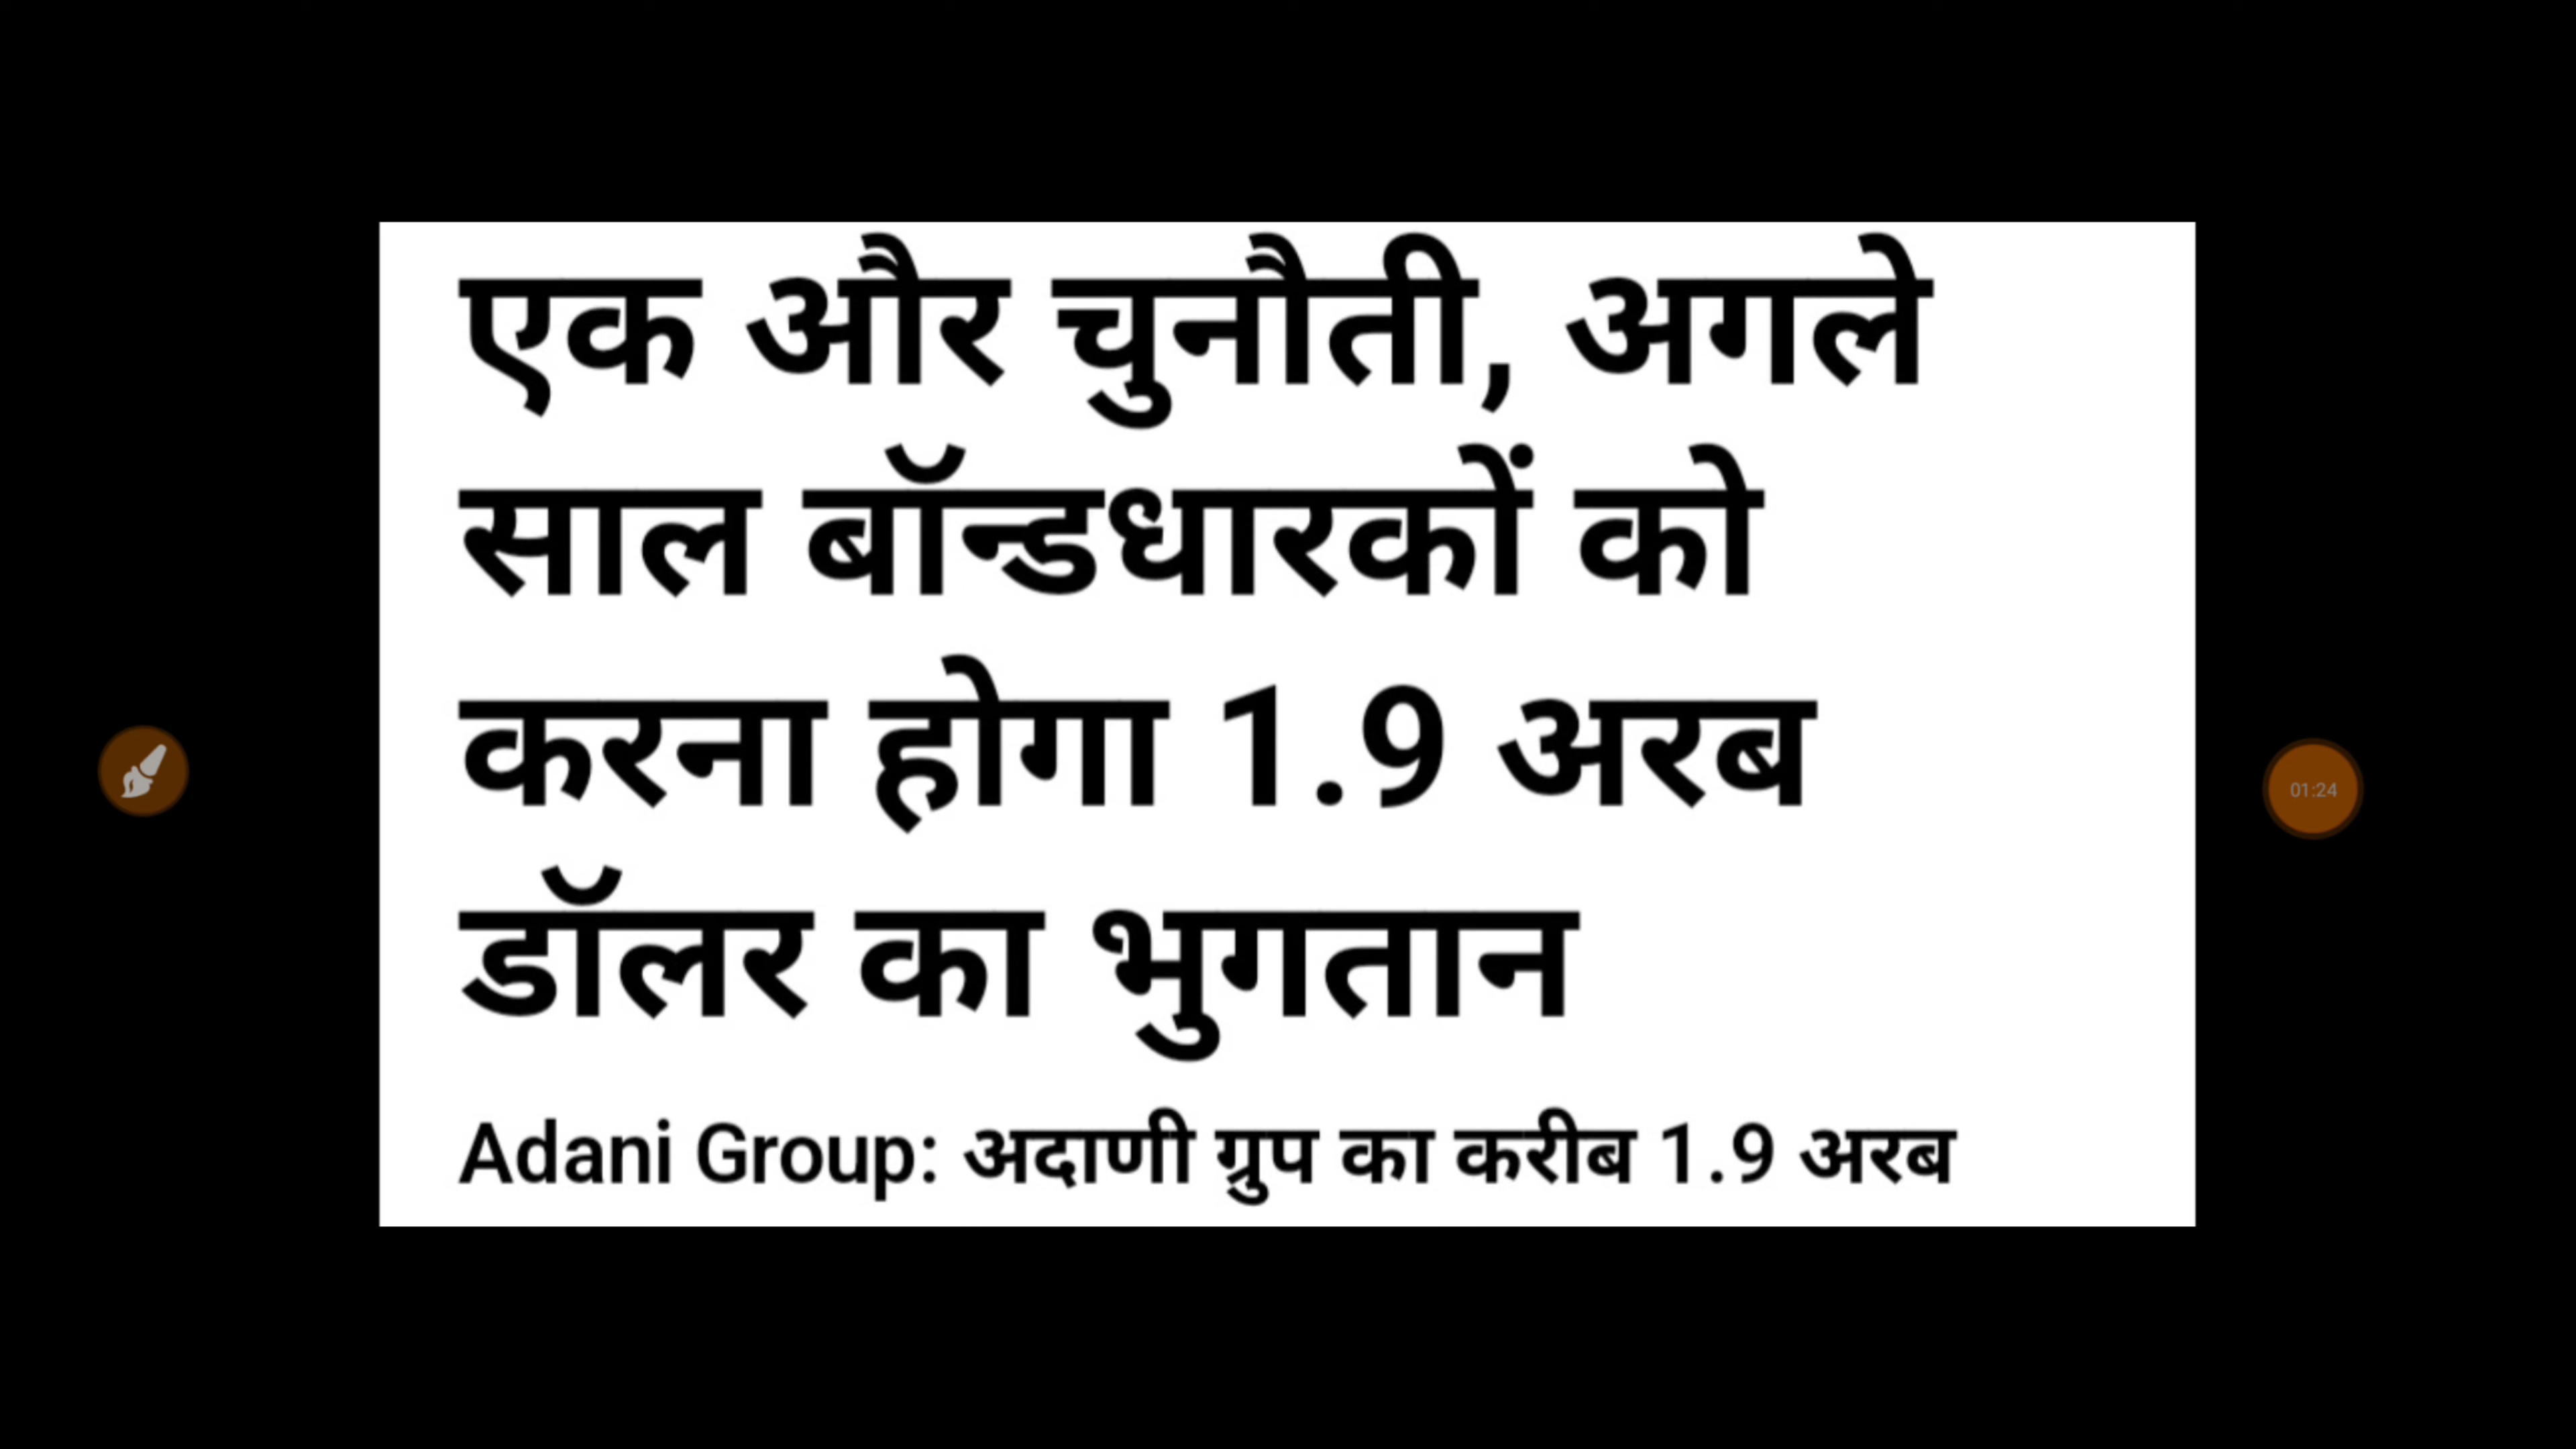 एक और चुनौती, अगले
साल बॉन्डधारकों को
करना होगा 1.9 अरब
डॉलर का भुगतान
Adani Group: अदाणी ग्रुप का करीब 1.9 अरब
01:24